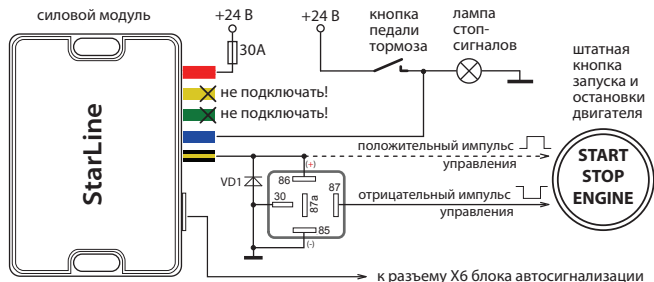 силовой модуль
+24 В
+24 В
кнопка
педали
тормоза
лампа
стоп-
сигналов
30А
не подключать!
не подключать!
StarLine
штатная
кнопка
запуска и
остановки
двигателя
положительный импульс
управления
START
STOP
ENGINE
VD1
86
(+)
87
30
87a
85
(-)
отрицательный импульс
управления
к разъему X6 блока автосигнализации